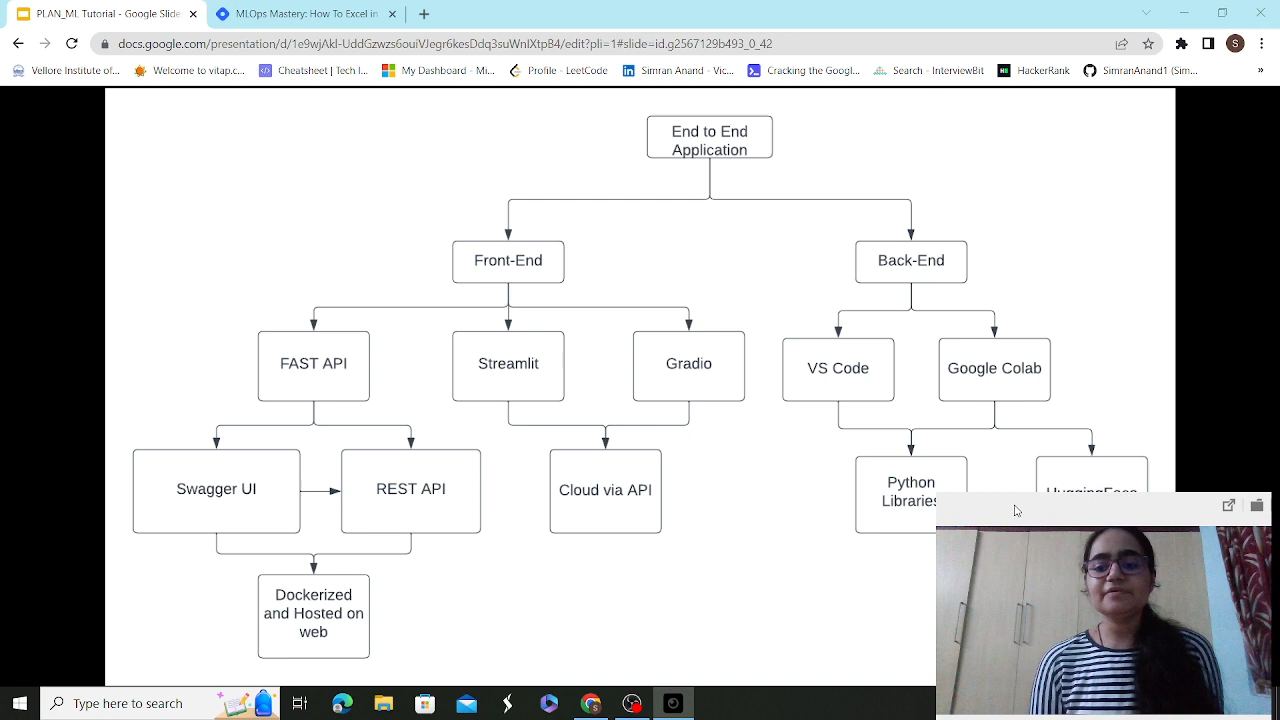 PLAN_ML Tutorial - Google Slide
MLOps Mastery: How To Excel in
docs.google.com/presentation/d/
/edit?pli=1#slide=id.g2567129b493_0_42
Vellore Institute of...
Welcome to vitap.c...
Codechef | Tech I...
My Dashboard - Mi...
Profile - LeetCode
Simran Anand - Vic...
Cracking the Googl...
Search - InterviewBit
HackerRank
SimranAnand1 (Sim...
S
End to End
Application
Front-End
Back-End
FAST API
Streamlit
Gradio
VS Code
Google Colab
Swagger UI
REST API
Cloud via API
Python
Libraries
HuggingFace
Dockerized
and Hosted on
web
Type here to search